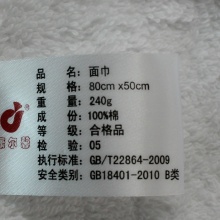 品 名: 面巾
规 格: 80cm x50cm
重 量: 240g
成 份: 100%棉
等 级: 合格品
检 验: 05
执行标准: GB/T22864-2009
安全类别: GB18401-2010 B类
尔